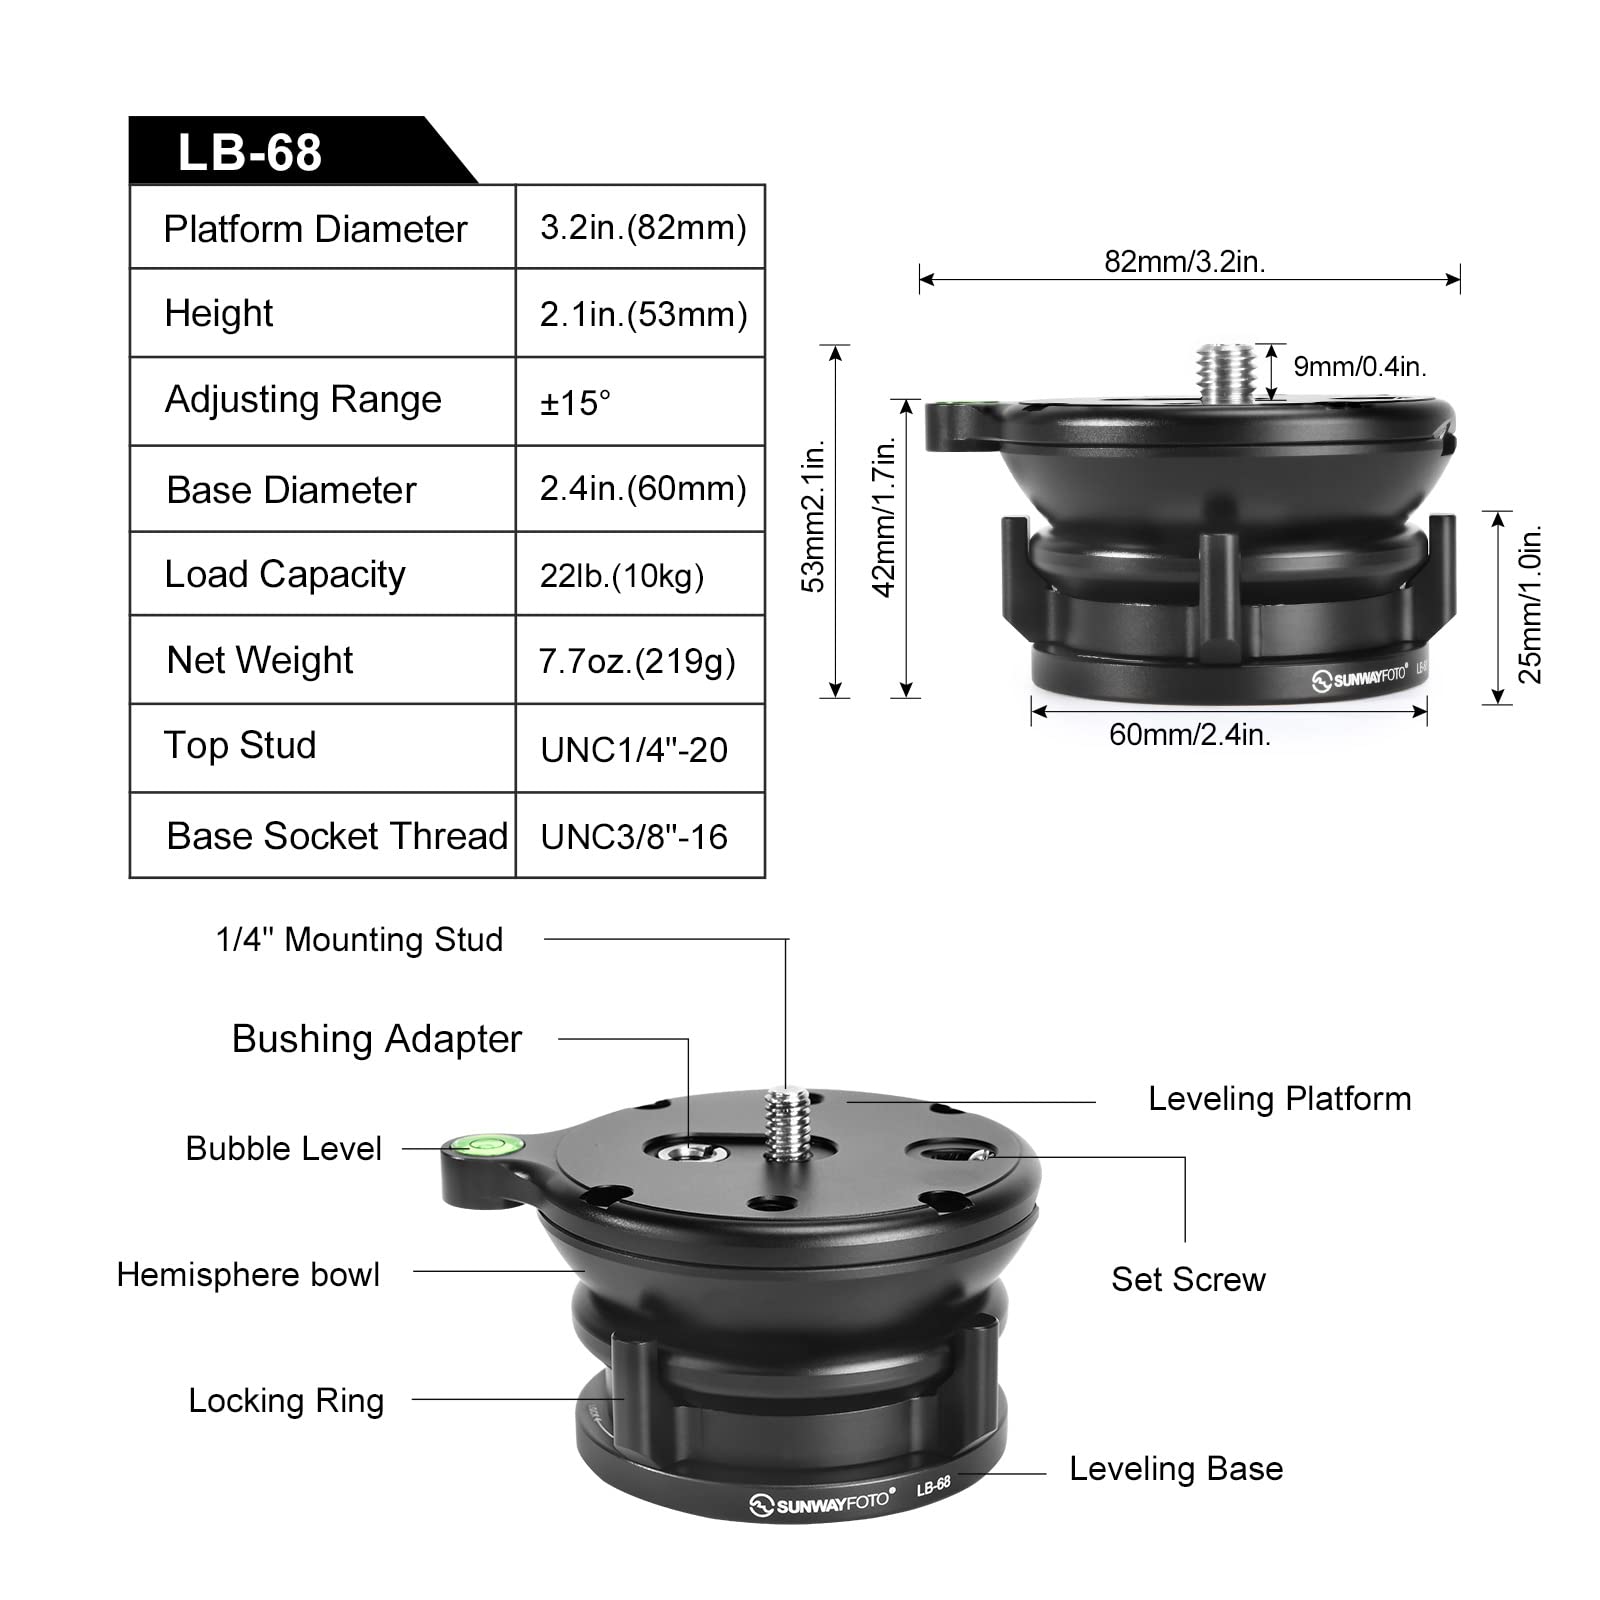 LB-68
Platform Diameter 3.2in.(82mm)
Height 2.1in.(53mm)
Adjusting Range ±15°
Base Diameter 2.4in.(60mm)
Load Capacity 22lb.(10kg)
Net Weight 7.7oz.(219g)
Top Stud UNC1/4"-20
Base Socket Thread UNC3/8"-16
82mm/3.2in.
9mm/0.4in.
53mm2.1in.
42mm/1.7in.
25mm/1.0in.
SUNWAYFOTO® LB-6
60mm/2.4in.
1/4" Mounting Stud
Bushing Adapter
Leveling Platform
Bubble Level
Hemisphere bowl
Set Screw
Locking Ring
Leveling Base
SUNWAYFOTO® LB-68